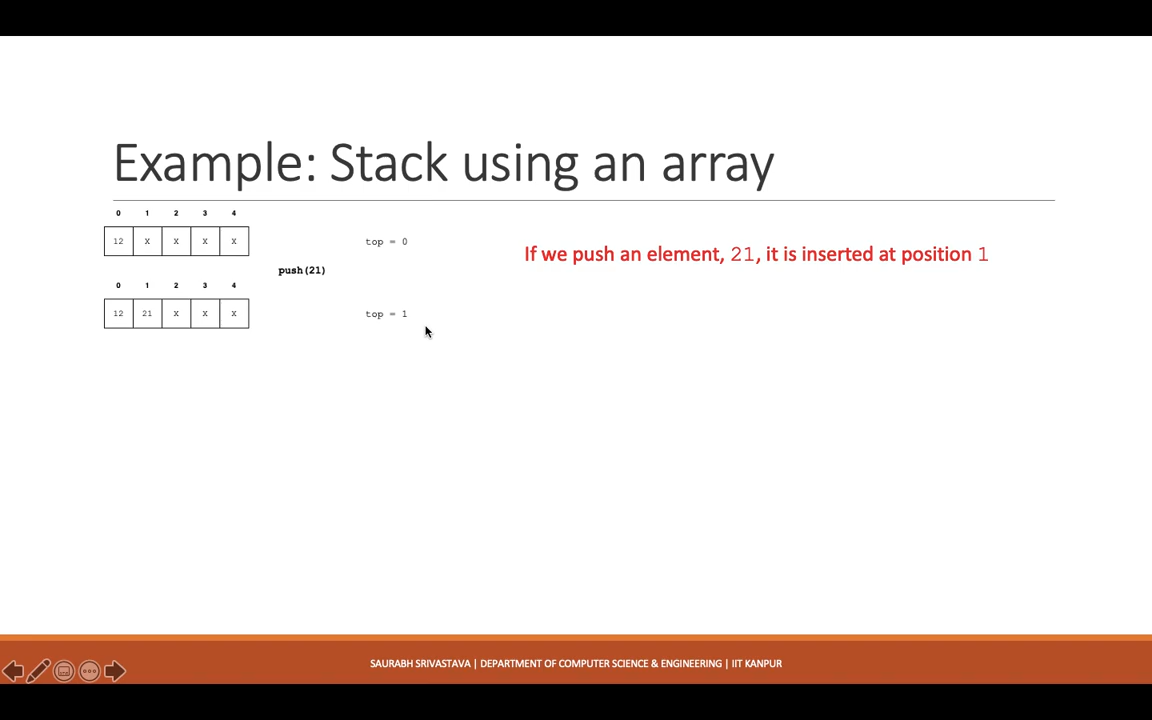 Example: Stack using an array
0 1 2 3 4
12 X X X X
top = 0
If we push an element, 21, it is inserted at position 1
push(21)
0 1 2 3 4
12 21 X X X
top = 1
SAURABH SRIVASTAVA | DEPARTMENT OF COMPUTER SCIENCE & ENGINEERING | IIT KANPUR